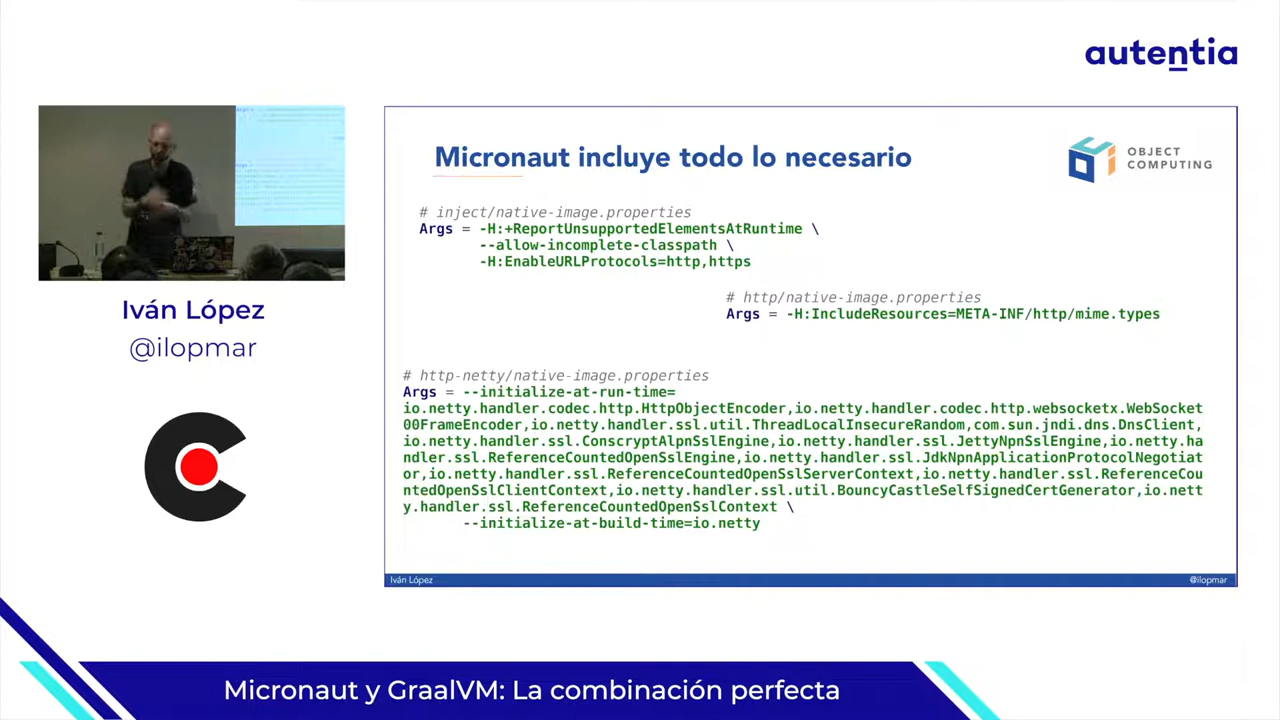 autentia
Micronaut incluye todo lo necesario
OBJECT
COMPUTING
# inject/native-image.properties
Args = -H:+ReportUnsupportedElementsAtRuntime \
--allow-incomplete-classpath \
-H:EnableURLProtocols=http,https
# http/native-image.properties
Args = -H:IncludeResources=META-INF/http/mime.types
# http-netty/native-image.properties
Args = --initialize-at-run-time=
io.netty.handler.codec.http.HttpObjectEncoder,io.netty.handler.codec.http.websocketx.WebSocket
00FrameEncoder,io.netty.handler.ssl.util.ThreadLocalInsecureRandom,com.sun.jndi.dns.DnsClient,
io.netty.handler.ssl.ConscryptAlpnSslEngine,io.netty.handler.ssl.JettyNpnSslEngine,io.netty.ha
ndler.ssl.ReferenceCountedOpenSslEngine,io.netty.handler.ssl.JdkNpnApplicationProtocolNegotiat
or,io.netty.handler.ssl.ReferenceCountedOpenSslServerContext,io.netty.handler.ssl.ReferenceCou
ntedOpenSslClientContext,io.netty.handler.ssl.util.BouncyCastleSelfSignedCertGenerator,io.nett
y.handler.ssl.ReferenceCountedOpenSslContext \
--initialize-at-build-time=io.netty
Iván López
@ilopmar
Iván López
@ilopmar
Micronaut y GraalVM: La combinación perfecta